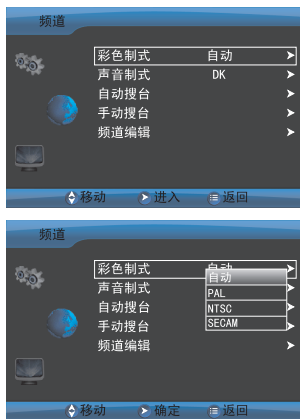 频道
彩色制式 自动
声音制式 DK
自动搜台
手动搜台
频道编辑
移动 进入 返回
频道
彩色制式 自动
自动
声音制式
PAL
自动搜台 NTSC
手动搜台 SECAM
频道编辑
移动 确定 返回